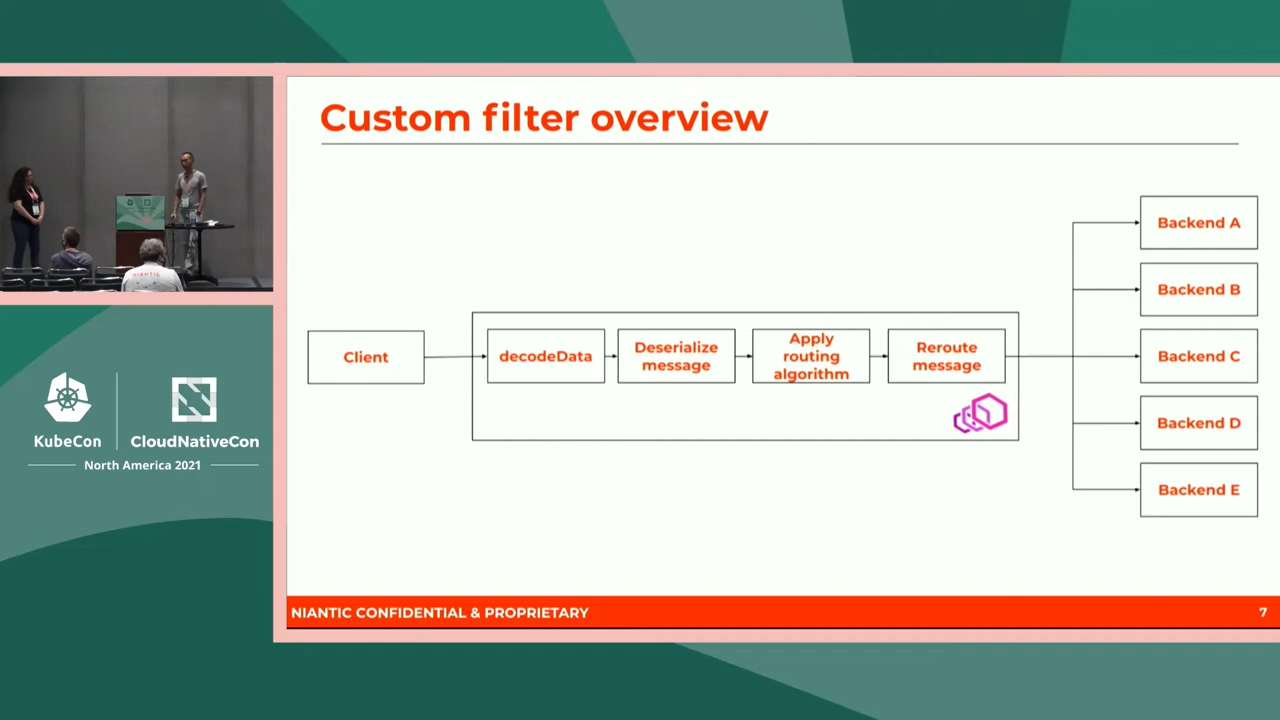 Custom filter overview
Client
decodeData
Deserialize
message
Apply
routing
algorithm
Reroute
message
Backend A
Backend B
Backend C
Backend D
Backend E
NIANTIC CONFIDENTIAL & PROPRIETARY
7
NIANTIC
KubeCon
CloudNativeCon
North America 2021